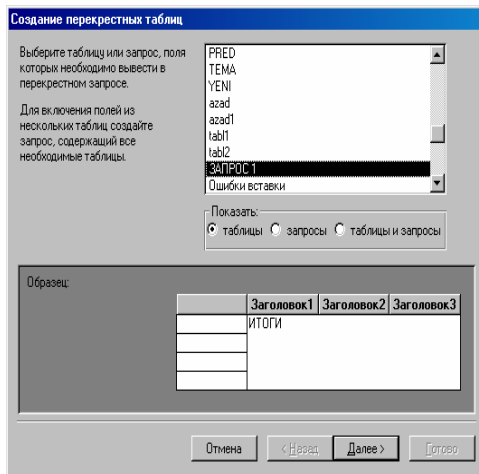 Создание перекрестных таблиц
Выберите таблицу или запрос, поля
которых необходимо вывести в
перекрестном запросе.
Для включения полей из
нескольких таблиц создайте
запрос, содержащий все
необходимые таблицы.
PRED
TEMA
YENI
azad
azad1
tabl1
tabl2
ЗАПРОС 1
Ошибки вставки
Показать:
таблицы запросы таблицы и запросы
Образец:
Заголовок1 Заголовок2 Заголовок3
ИТОГИ
Отмена < Назад Далее > Готово